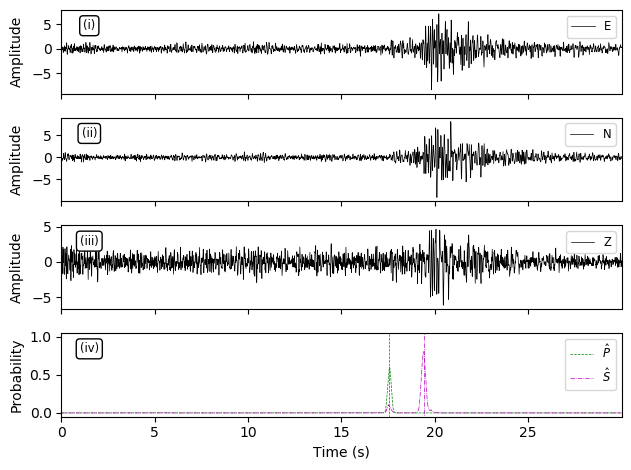 Amplitude
5
0
−5
(i)
E
Amplitude
5
0
−5
(ii)
N
Amplitude
5
0
−5
(iii)
Z
Probability
1.0
0.5
0.0
(iv)
P̂
Ŝ
0 5 10 15 20 25
Time (s)